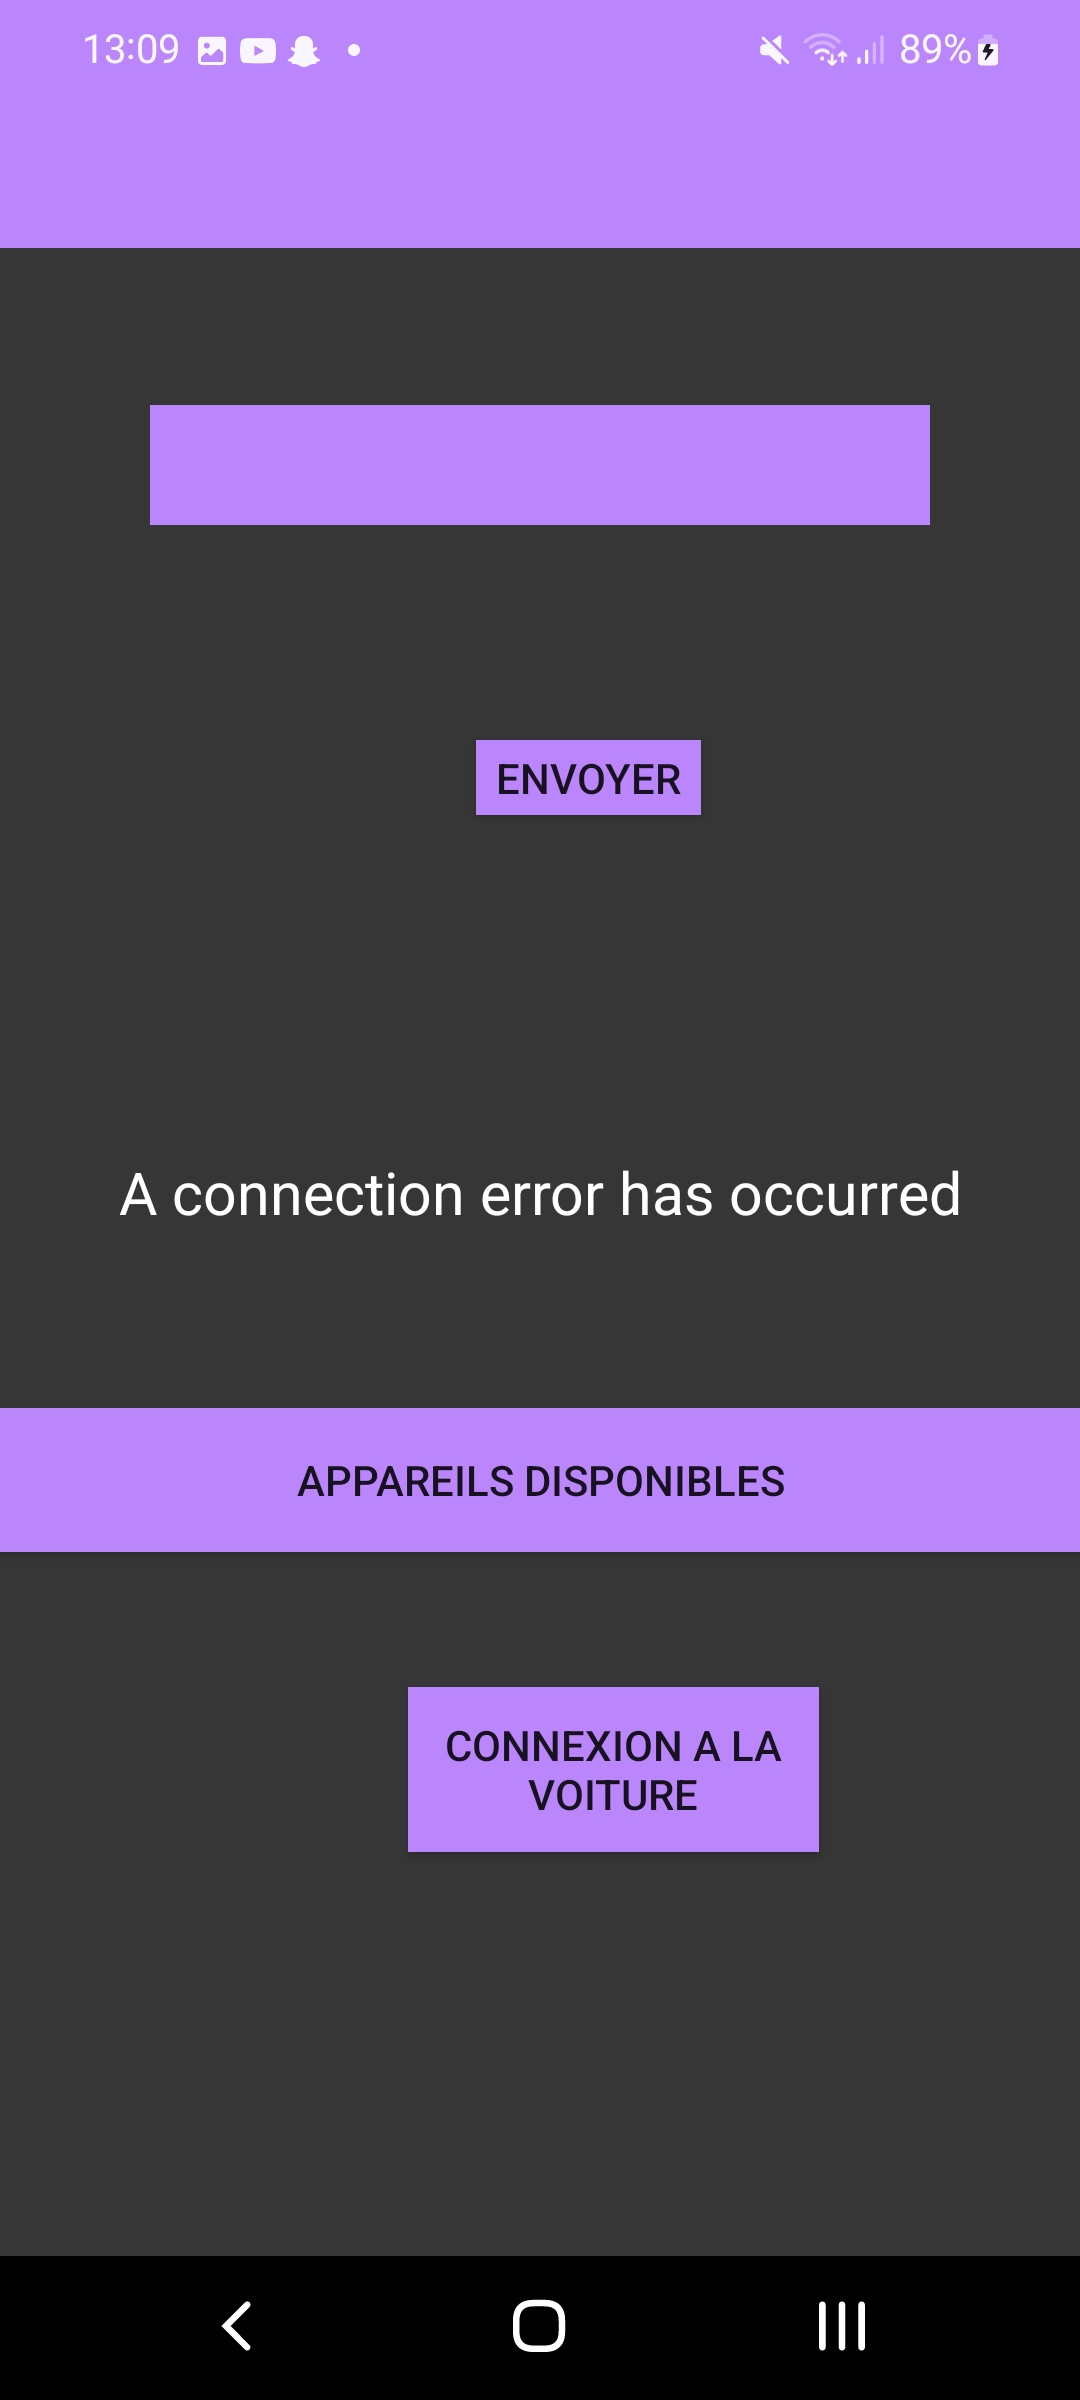 13:09 89%
ENVOYER
A connection error has occurred
APPAREILS DISPONIBLES
CONNEXION A LA
VOITURE